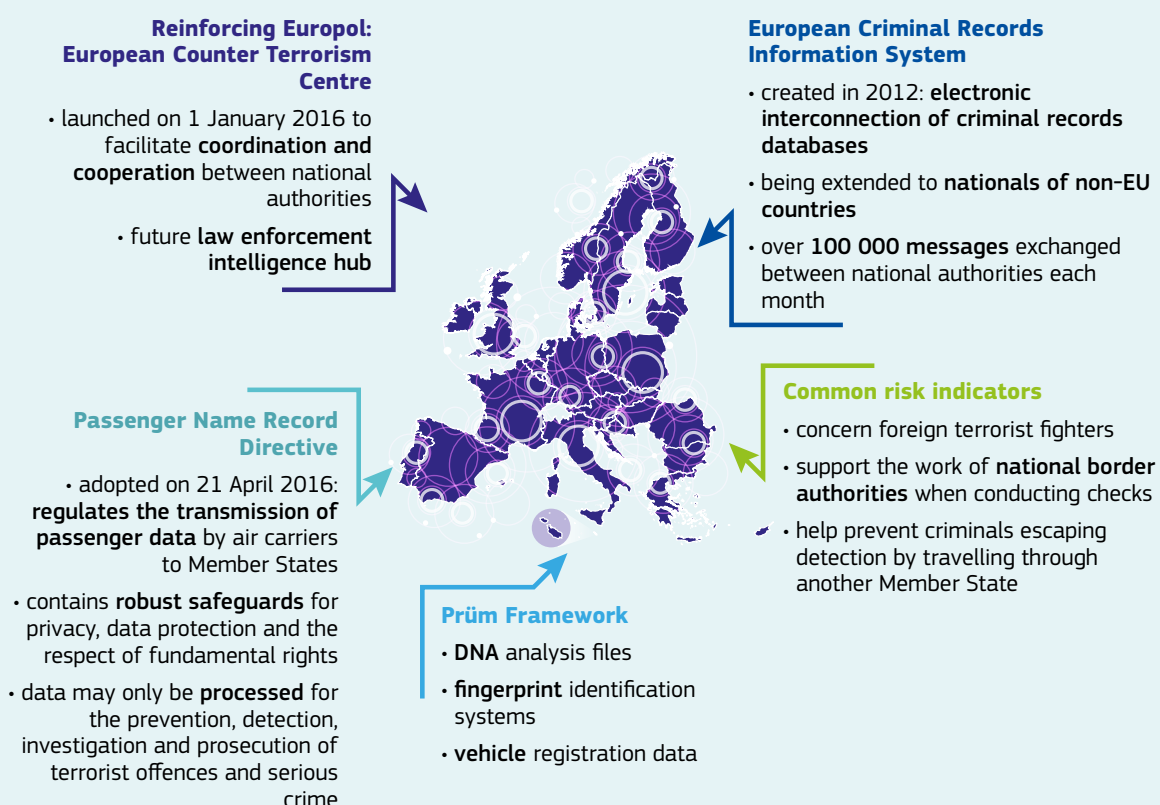 Reinforcing Europol:
European Counter Terrorism
Centre
• launched on 1 January 2016 to
facilitate coordination and
cooperation between national
authorities
• future law enforcement
intelligence hub
European Criminal Records
Information System
• created in 2012: electronic
interconnection of criminal records
databases
• being extended to nationals of non-EU
countries
• over 100 000 messages exchanged
between national authorities each
month
Passenger Name Record
Directive
• adopted on 21 April 2016:
regulates the transmission of
passenger data by air carriers
to Member States
• contains robust safeguards for
privacy, data protection and the
respect of fundamental rights
• data may only be processed for
the prevention, detection,
investigation and prosecution of
terrorist offences and serious
crime
Prüm Framework
• DNA analysis files
• fingerprint identification
systems
• vehicle registration data
Common risk indicators
• concern foreign terrorist fighters
• support the work of national border
authorities when conducting checks
• help prevent criminals escaping
detection by travelling through
another Member State